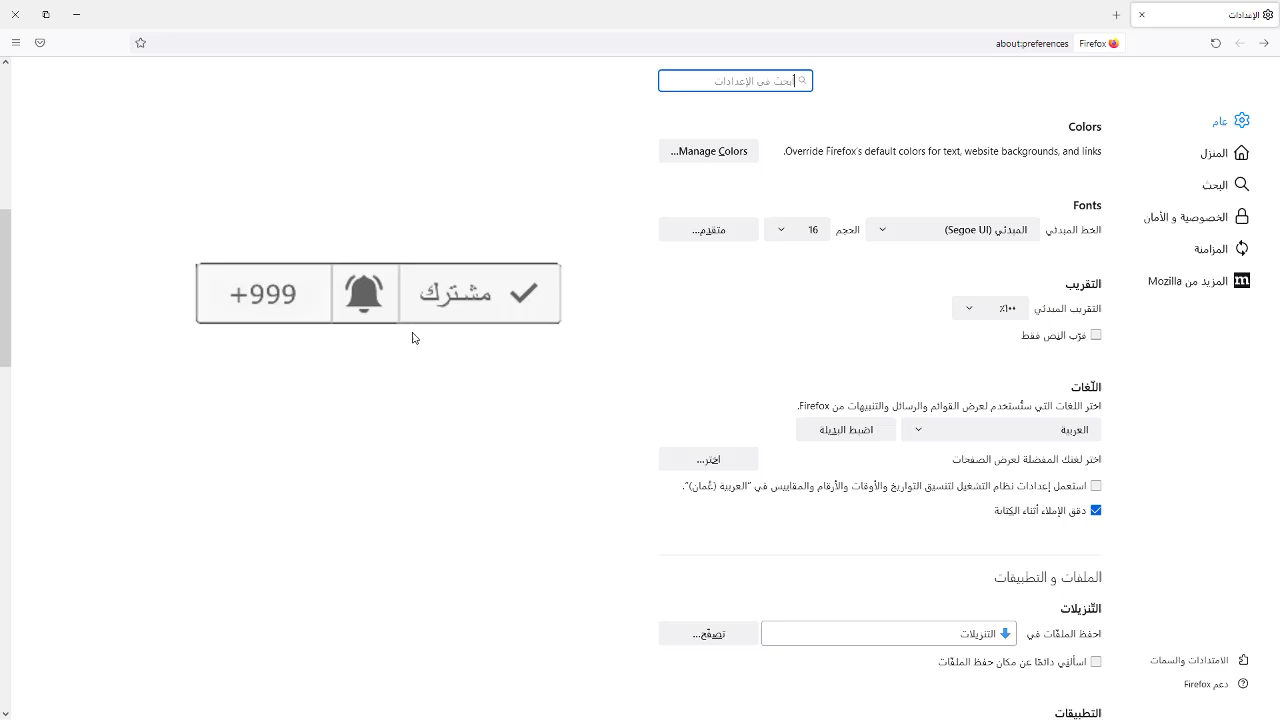 الإعدادات
Firefox about:preferences
ابحث في الإعدادات
عام
المنزل
البحث
الخصوصية و الأمان
المزامنة
المزيد من Mozilla
Colors
Override Firefox's default colors for text, website backgrounds, and links.
Manage Colors...
Fonts
الخط المبدئي المبدئي (Segoe UI) الحجم 16 متقدم...
التقريب
التقريب المبدئي ١٠٠٪
قرّب النص فقط
اللّغات
اختر اللغات التي ستُستخدم لعرض القوائم والرسائل والتنبيهات من Firefox.
العربية اضبط البديلة
اختر لغتك المفضلة لعرض الصفحات اختر...
استعمل إعدادات نظام التشغيل لتنسيق التواريخ والأوقات والأرقام والمقاييس في ”العربية (عُمان)“.
دقق الإملاء أثناء الكتابة
الملفات و التطبيقات
التّنزيلات
احفظ الملفّات في التنزيلات تصفّح...
اسألني دائمًا عن مكان حفظ الملفّات
التطبيقات
الامتدادات والسمات
دعم Firefox
مشترك
+999